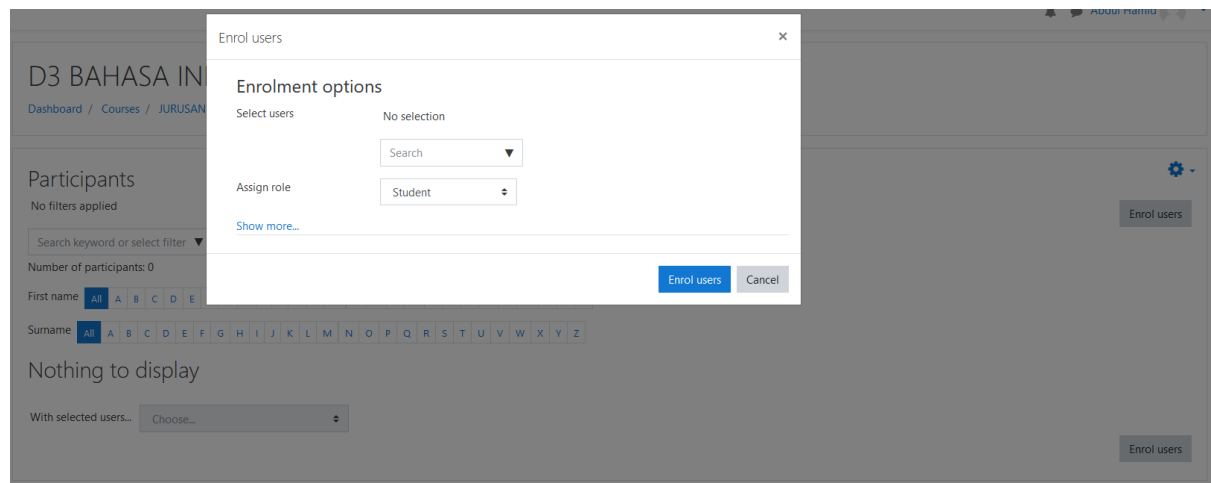 Abdul Hamid
Enrol users ×
D3 BAHASA
Enrolment options
Dashboard / Courses / JURUSAN
Select users No selection
Search
Participants
Assign role Student
No filters applied
Enrol users
Show more...
Search keyword or select filter
Number of participants: 0
Enrol users Cancel
First name All A B C D E
Surname All A B C D E F G H I J K L M N O P Q R S T U V W X Y Z
Nothing to display
With selected users... Choose...
Enrol users